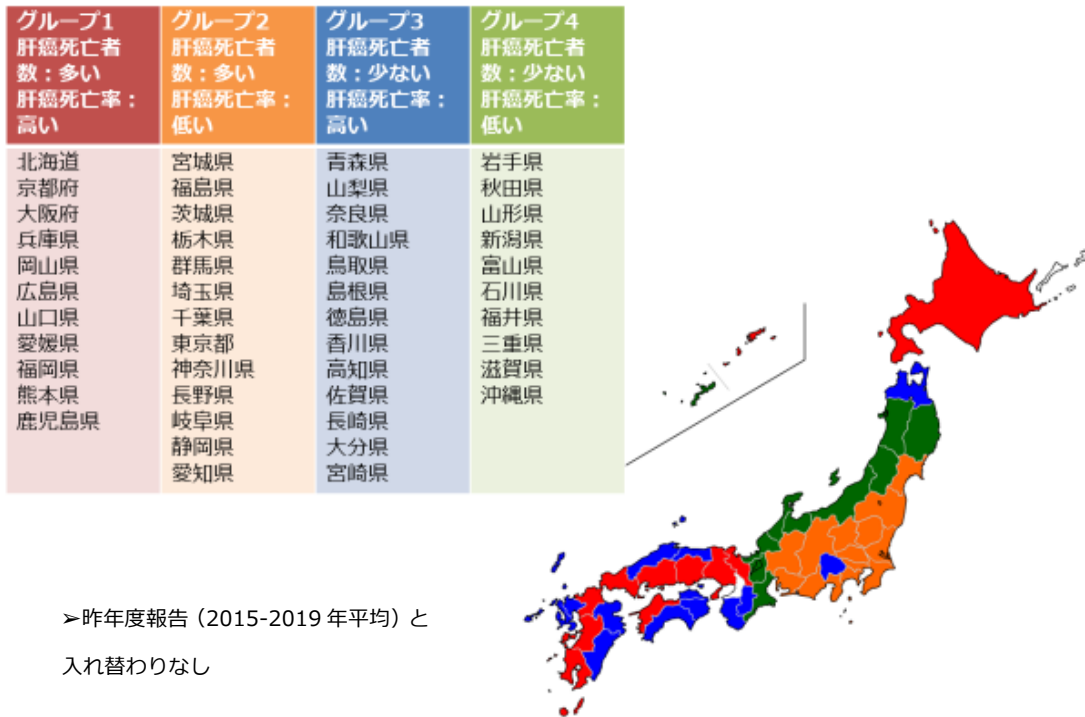 グループ1
肝癌死亡者
数：多い
肝癌死亡率：
高い
北海道
京都府
大阪府
兵庫県
岡山県
広島県
山口県
愛媛県
福岡県
熊本県
鹿児島県
グループ2
肝癌死亡者
数：多い
肝癌死亡率：
低い
宮城県
福島県
茨城県
栃木県
群馬県
埼玉県
千葉県
東京都
神奈川県
長野県
岐阜県
静岡県
愛知県
グループ3
肝癌死亡者
数：少ない
肝癌死亡率：
高い
青森県
山梨県
奈良県
和歌山県
鳥取県
島根県
徳島県
香川県
高知県
佐賀県
長崎県
大分県
宮崎県
グループ4
肝癌死亡者
数：少ない
肝癌死亡率：
低い
岩手県
秋田県
山形県
新潟県
富山県
石川県
福井県
三重県
滋賀県
沖縄県
➢昨年度報告（2015-2019 年平均）と
入れ替わりなし